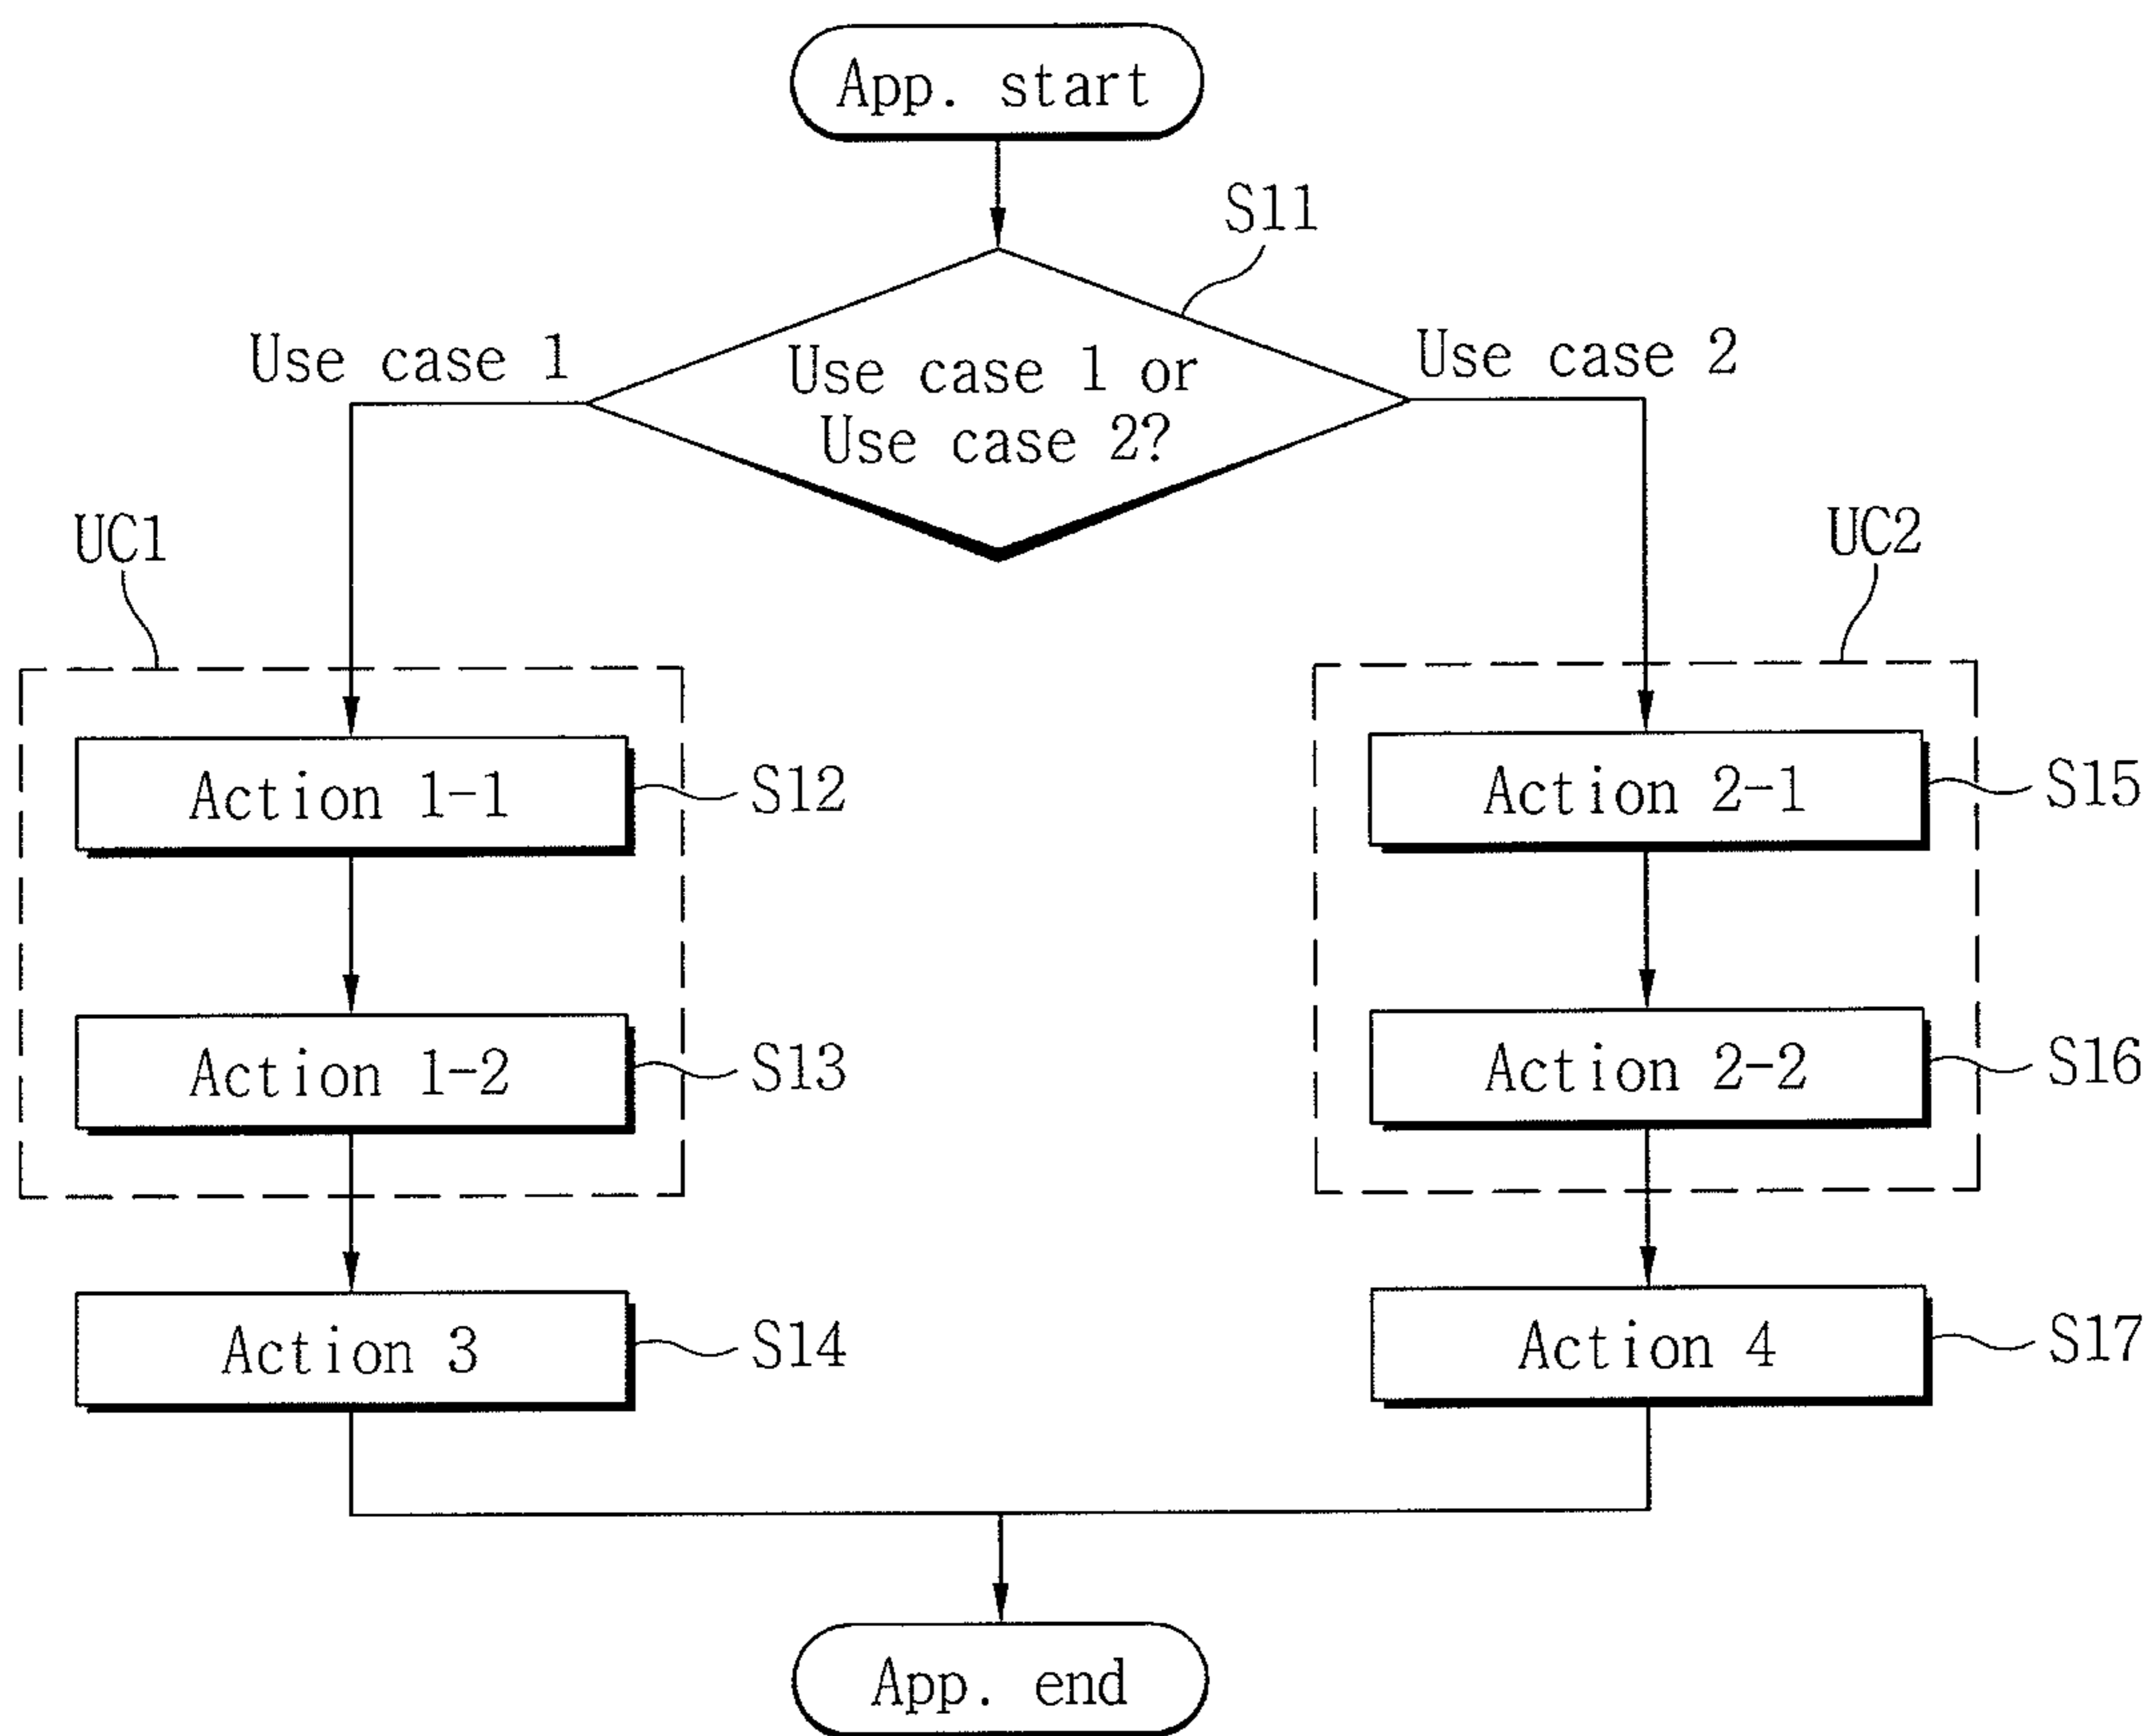 App. start
S11
Use case 1
Use case 1 or
Use case 2?
Use case 2
UC1
UC2
Action 1-1
S12
Action 2-1
S15
Action 1-2
S13
Action 2-2
S16
Action 3
S14
Action 4
S17
App. end